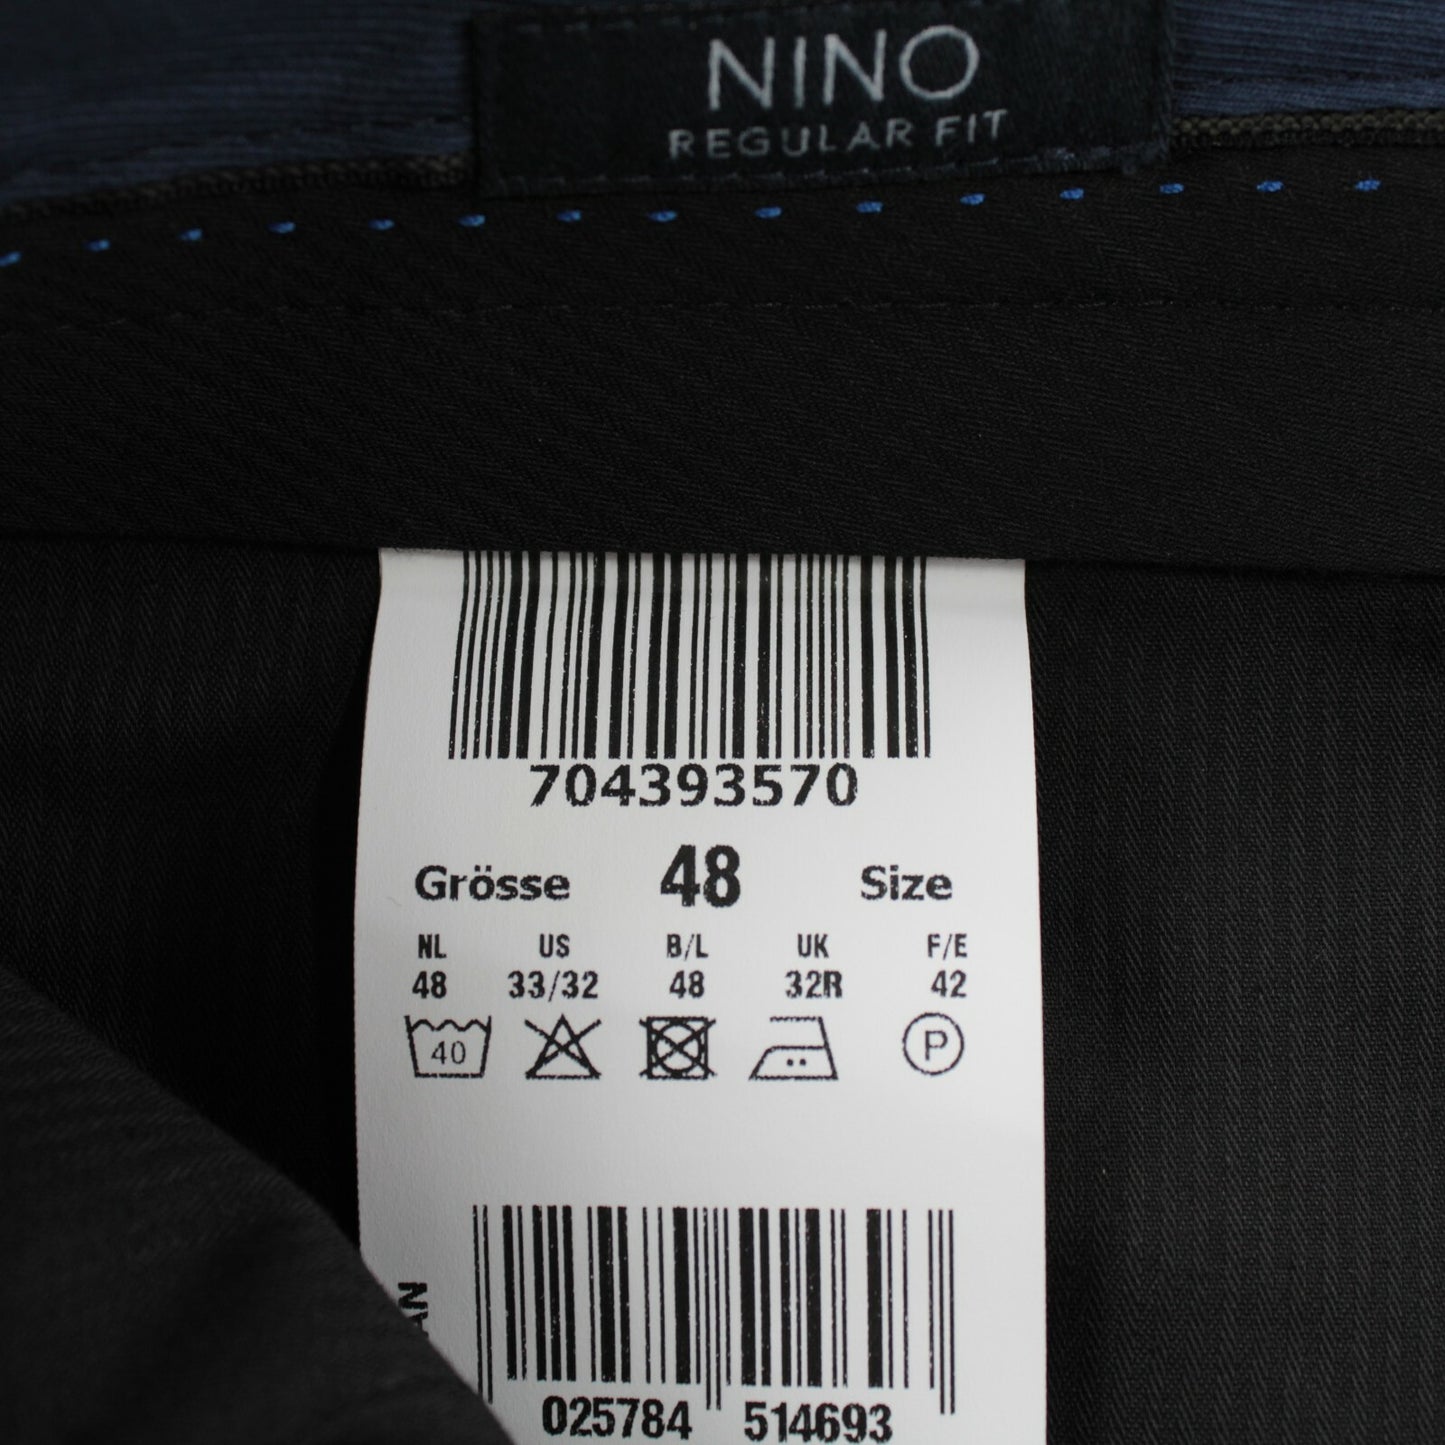 NINO
REGULAR FIT
704393570
Grösse 48 Size
NL US B/L UK F/E
48 33/32 48 32R 42
40 P
025784 514693